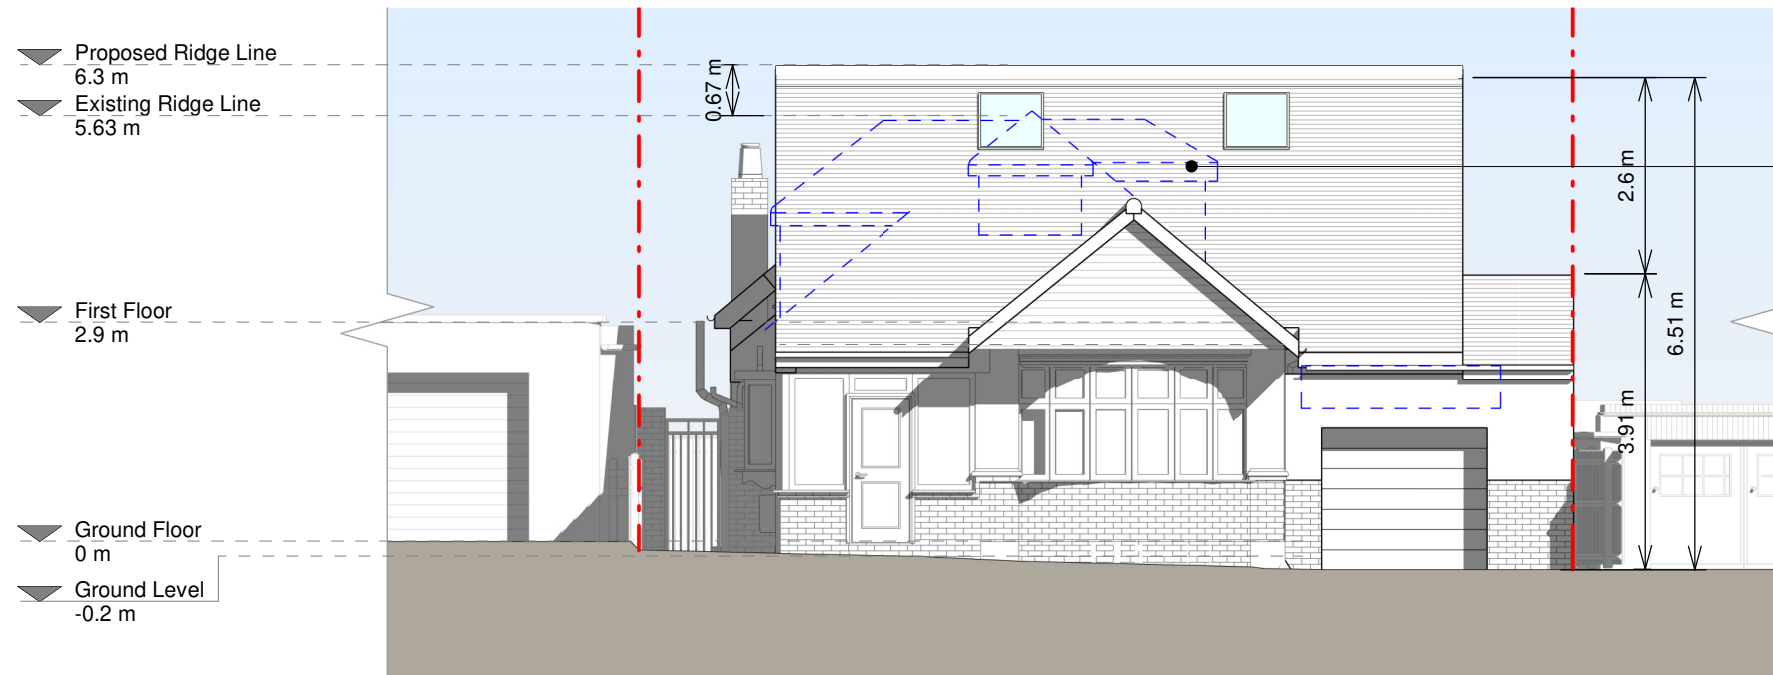 Proposed Ridge Line
6.3 m
Existing Ridge Line
5.63 m
First Floor
2.9 m
Ground Floor
0 m
Ground Level
-0.2 m
0.67 m
2.6 m
6.51 m
3.91 m